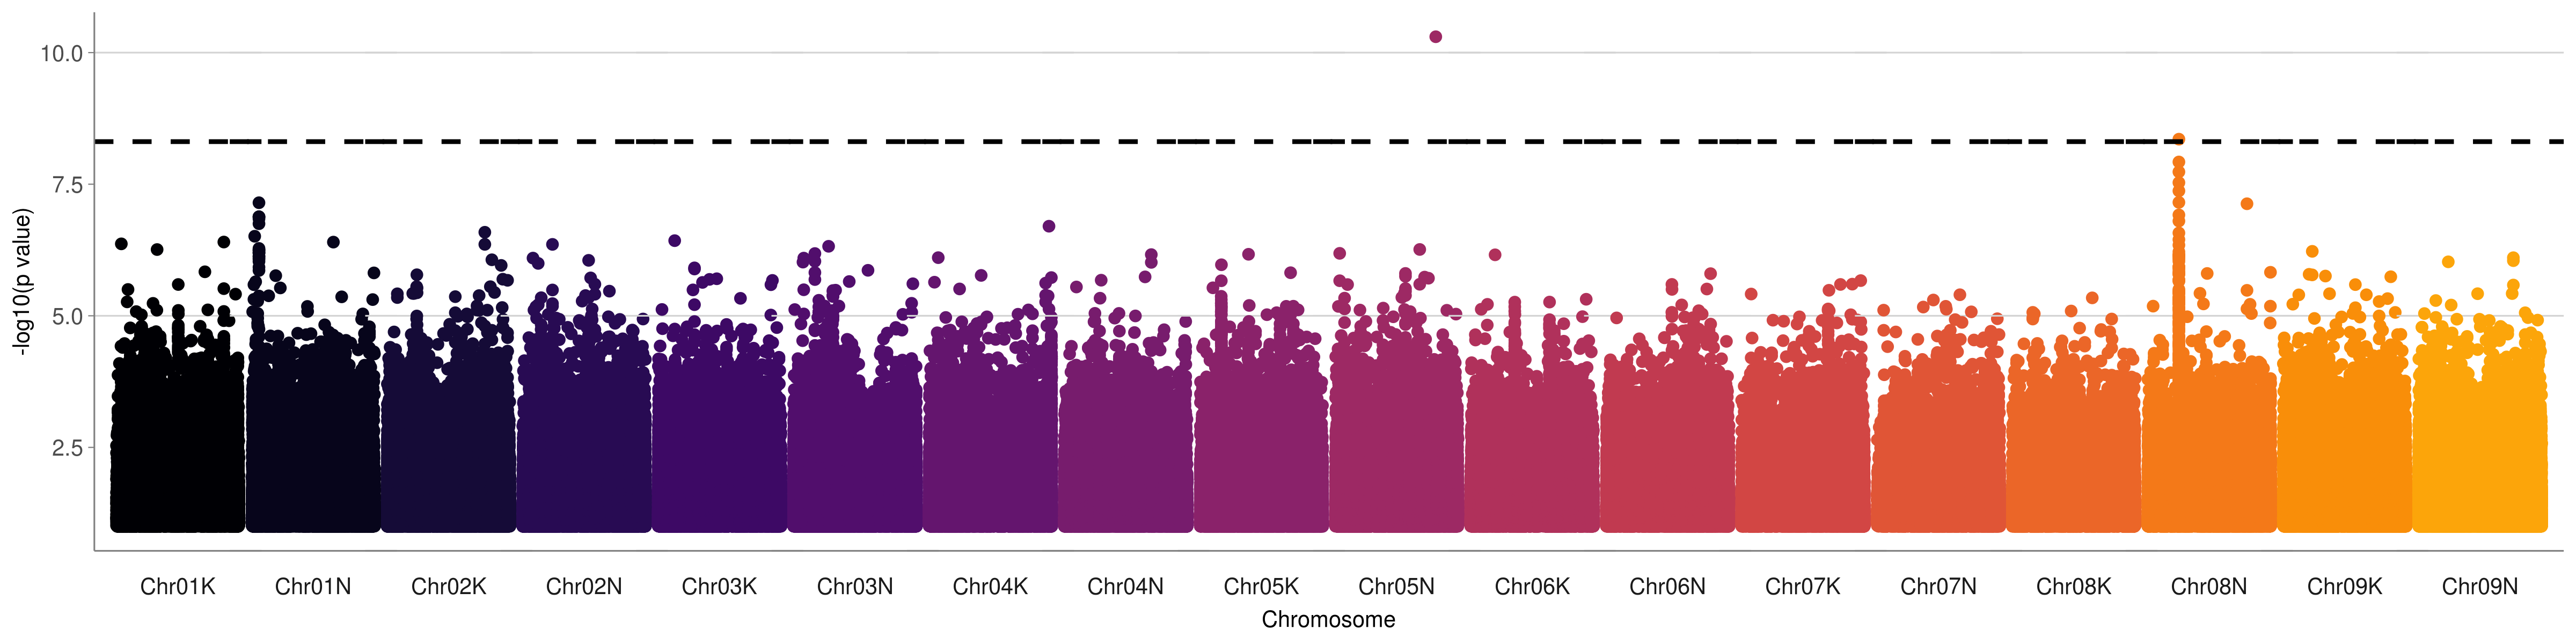 -log10(p value)
10.0
7.5
5.0
2.5
Chr01K Chr01N Chr02K Chr02N Chr03K Chr03N Chr04K Chr04N Chr05K Chr05N Chr06K Chr06N Chr07K Chr07N Chr08K Chr08N Chr09K Chr09N
Chromosome